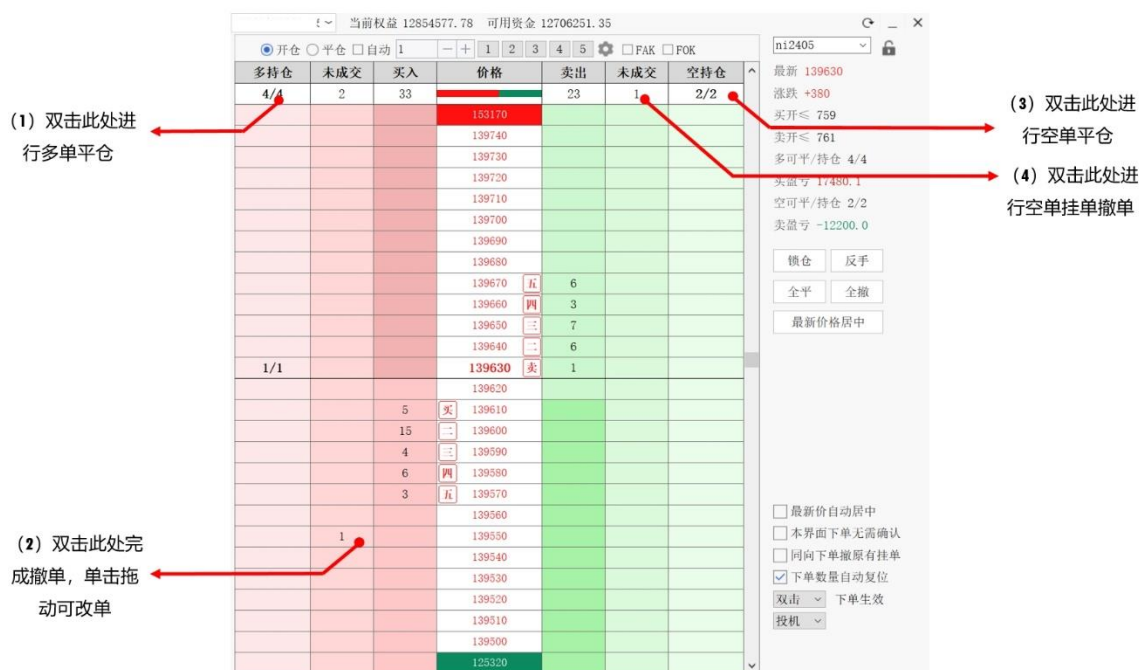 当前权益 12854577.78 可用资金 12706251.35
开仓 平仓 自动 1 1 2 3 4 5 FAK FOK
ni2405
多持仓 未成交 买入 价格 卖出 未成交 空持仓
最新 139630
4/4 2 33 23 1 2/2
涨跌 +380
153170
买开≤ 759
139740
卖开≤ 761
139730
多可平/持仓 4/4
139720
买盈亏 17480.1
139710
空可平/持仓 2/2
139700
卖盈亏 -12200.0
139690
139680
锁仓 反手
139670 五 6
全平 全撤
139660 四 3
139650 三 7
最新价格居中
139640 二 6
1/1 139630 卖 1
139620
5 买 139610
15 二 139600
4 三 139590
6 四 139580
3 五 139570
139560
最新价自动居中
1 139550
本界面下单无需确认
139540
同向下单撤原有挂单
139530
下单数量自动复位
139520
双击 下单生效
139510
投机
139500
125320
（1）双击此处进
行多单平仓
（2）双击此处完
成撤单，单击拖
动可改单
（3）双击此处进
行空单平仓
（4）双击此处进
行空单挂单撤单